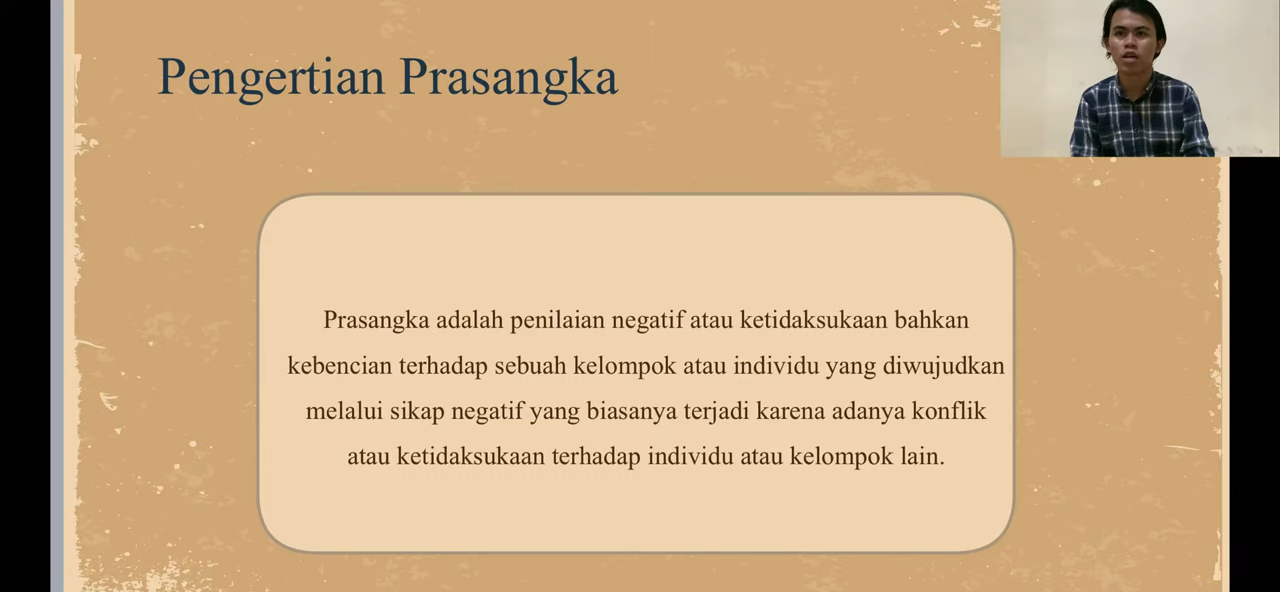 Pengertian Prasangka
Prasangka adalah penilaian negatif atau ketidaksukaan bahkan
kebencian terhadap sebuah kelompok atau individu yang diwujudkan
melalui sikap negatif yang biasanya terjadi karena adanya konflik
atau ketidaksukaan terhadap individu atau kelompok lain.